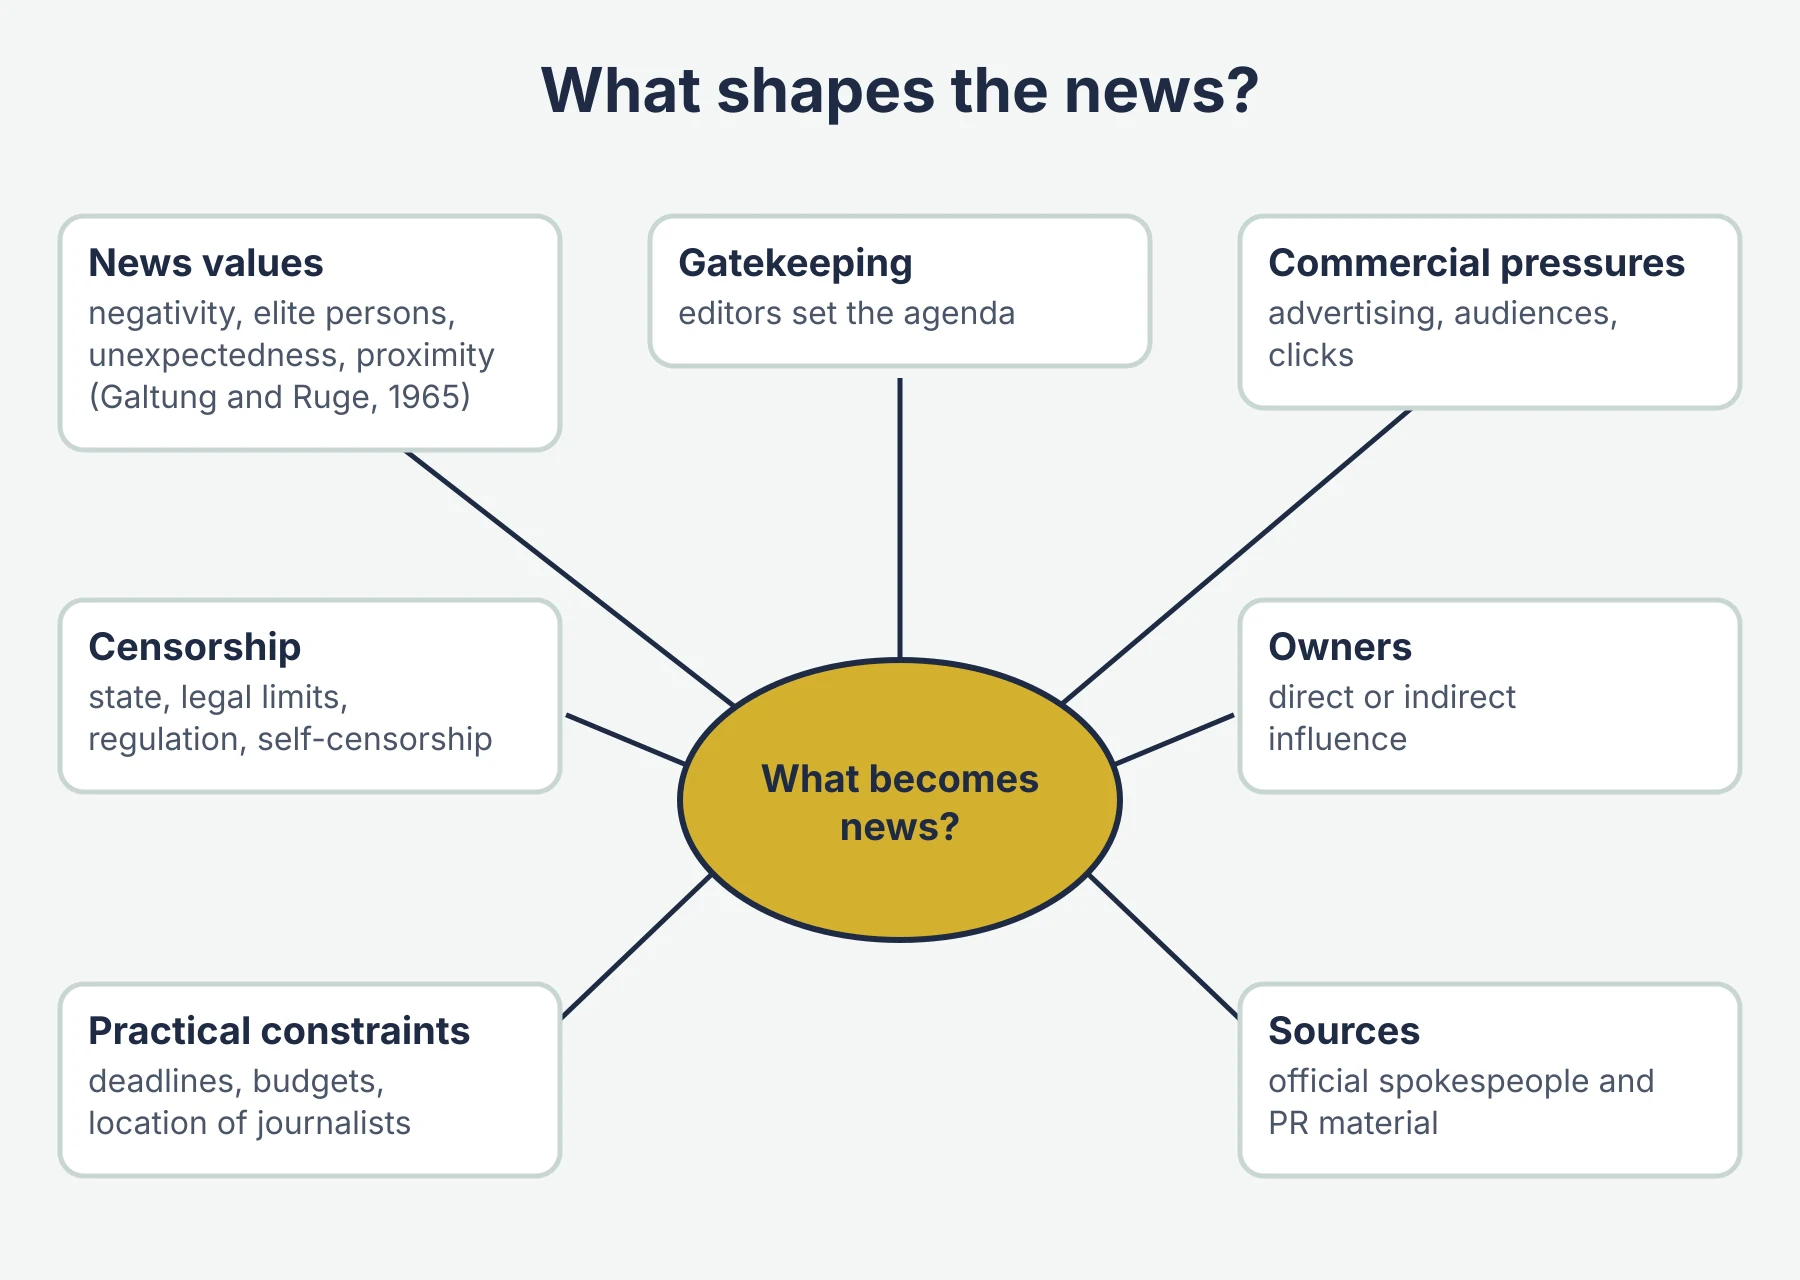 What shapes the news?
News values
negativity, elite persons,
unexpectedness, proximity
(Galtung and Ruge, 1965)
Gatekeeping
editors set the agenda
Commercial pressures
advertising, audiences,
clicks
Censorship
state, legal limits,
regulation, self-censorship
What becomes
news?
Owners
direct or indirect
influence
Practical constraints
deadlines, budgets,
location of journalists
Sources
official spokespeople and
PR material